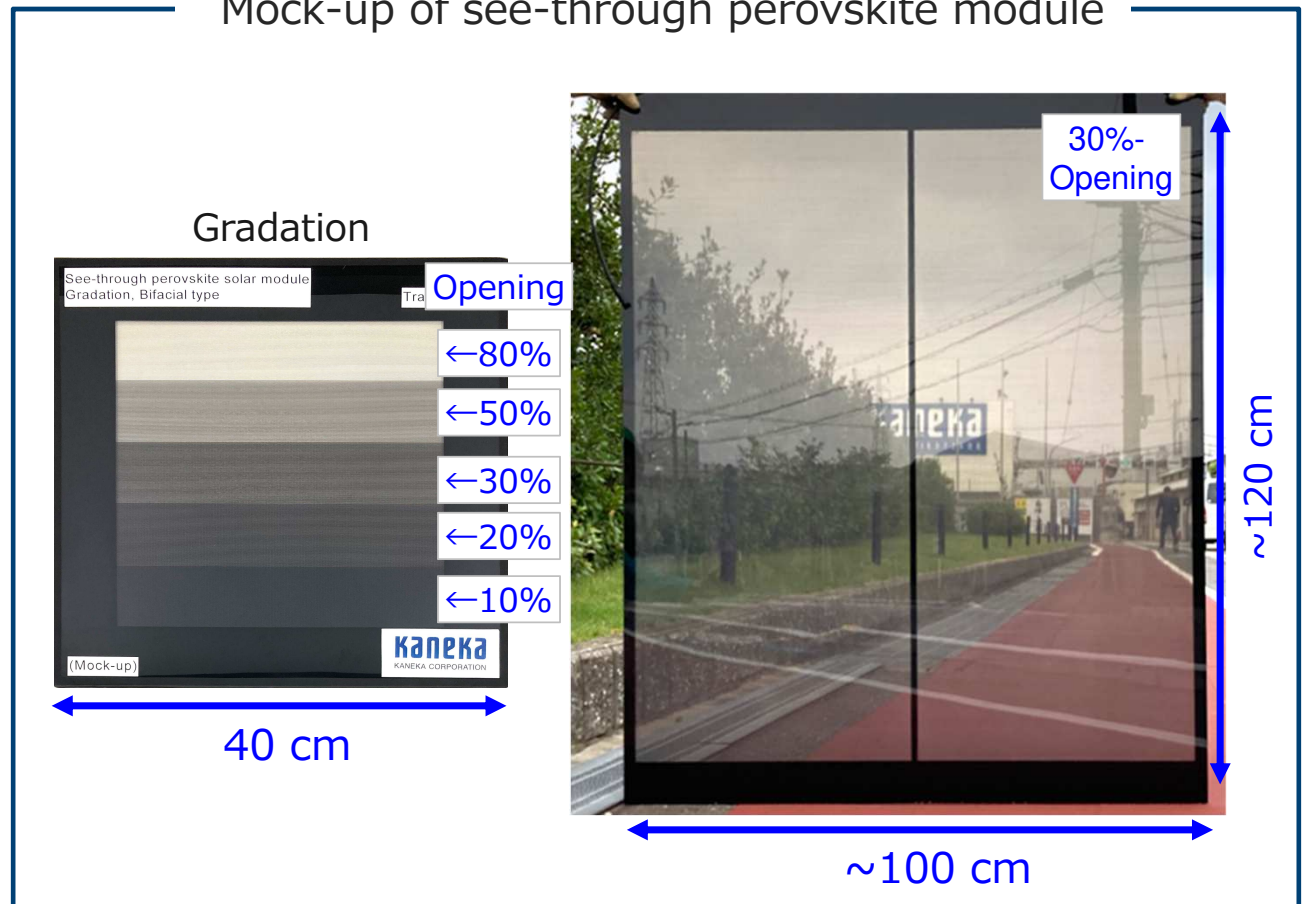 Mock-up of see-through perovskite module
Gradation
See-through perovskite solar module
Gradation, Bifacial type
Opening
←80%
←50%
←30%
←20%
←10%
(Mock-up)
Kaneka
KANEKA CORPORATION
40 cm
30%-
Opening
kaneka
~120 cm
~100 cm